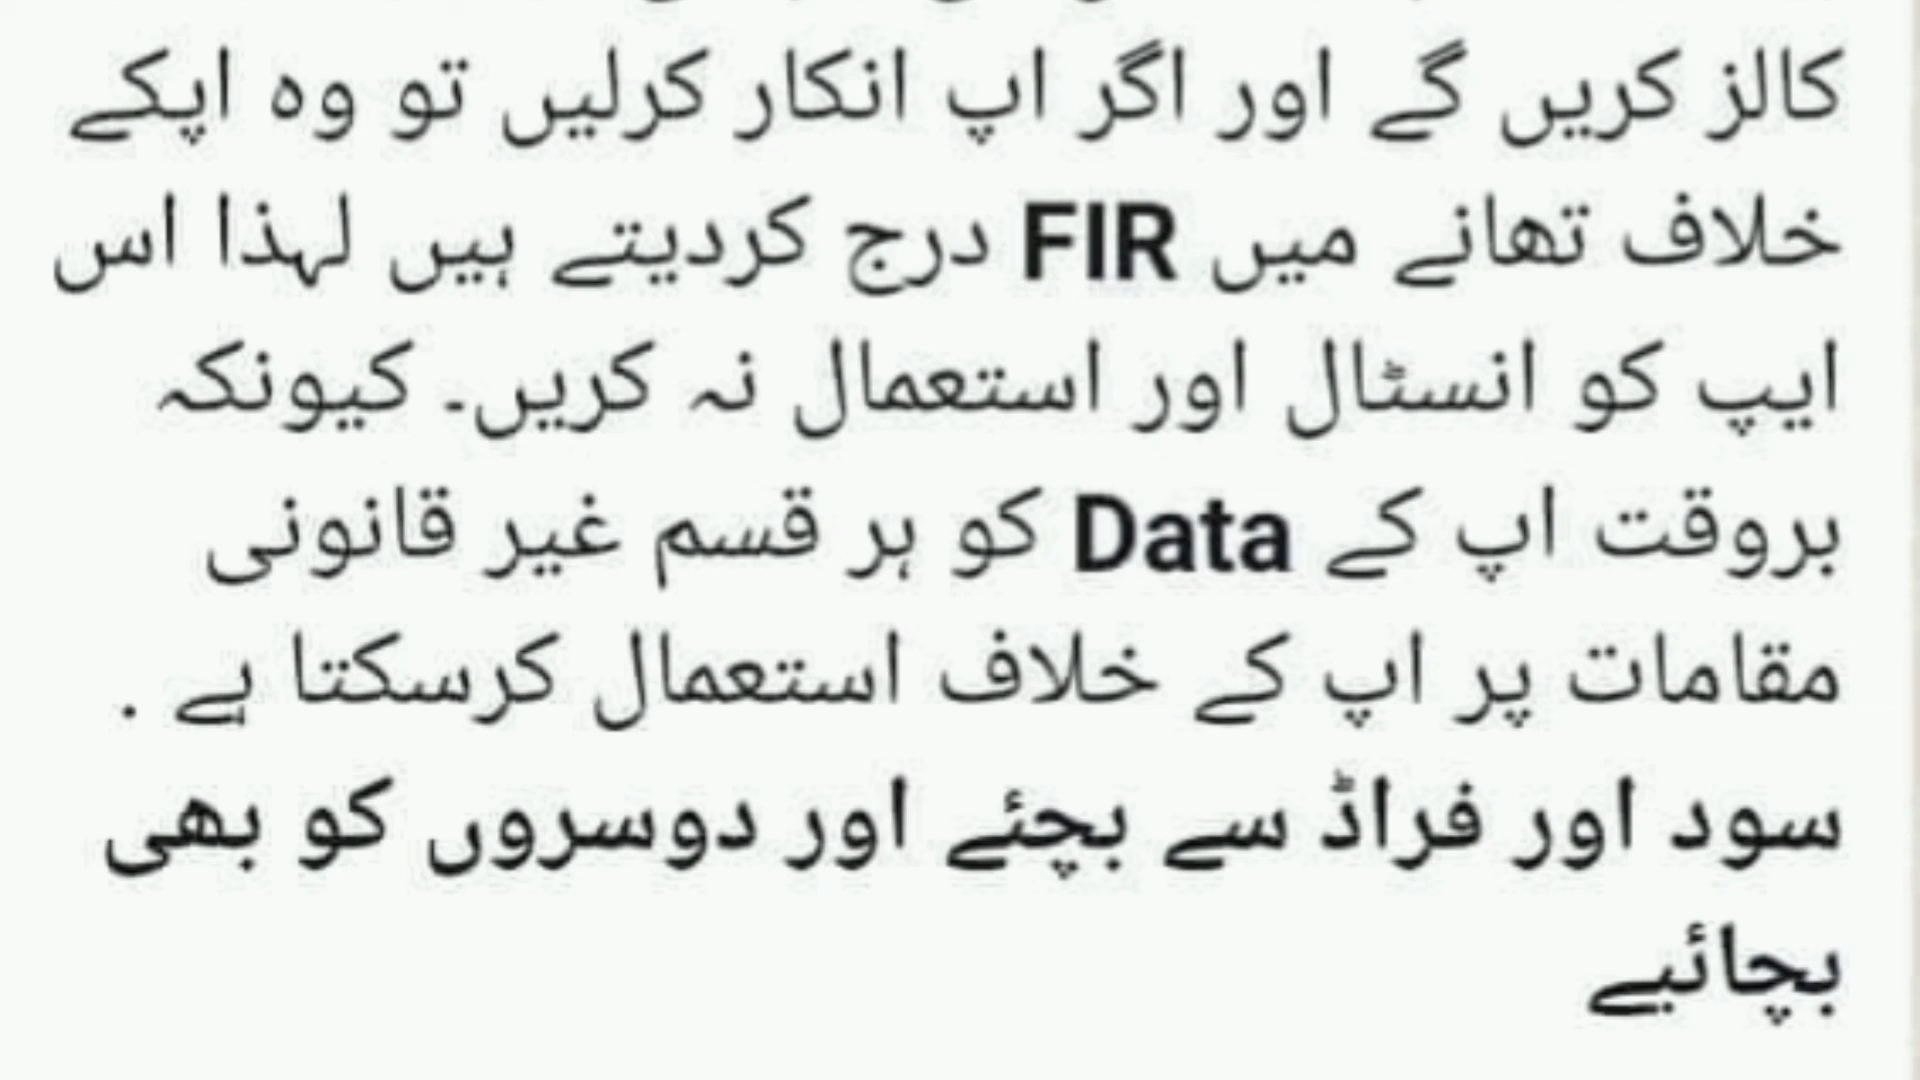 کالز کریں گے اور اگر اپ انکار کرلیں تو وہ اپکے
خلاف تھانے میں FIR درج کردیتے ہیں لہذا اس
ایپ کو انسٹال اور استعمال نہ کریں۔ کیونکہ
بروقت اپ کے Data کو ہر قسم غیر قانونی
مقامات پر اپ کے خلاف استعمال کرسکتا ہے .
سود اور فراڈ سے بچئے اور دوسروں کو بھی
بچائیے